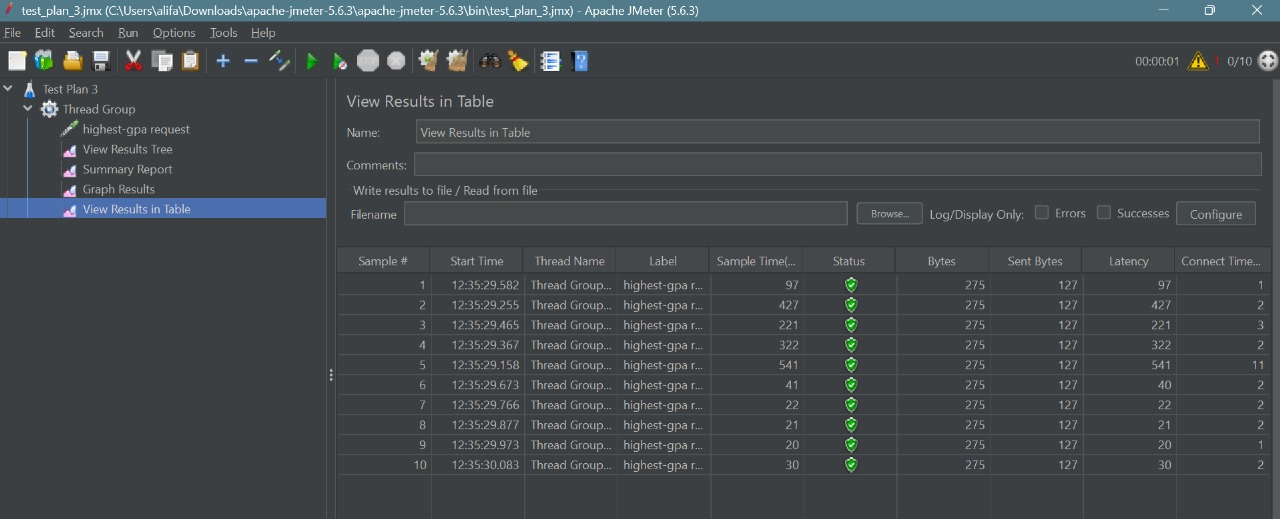 test_plan_3.jmx (C:\Users\alifa\Downloads\apache-jmeter-5.6.3\apache-jmeter-5.6.3\bin\test_plan_3.jmx) - Apache JMeter (5.6.3)
File Edit Search Run Options Tools Help
00:00:01 ! 0/10
Test Plan 3
Thread Group
highest-gpa request
View Results Tree
Summary Report
Graph Results
View Results in Table
View Results in Table
Name: View Results in Table
Comments:
Write results to file / Read from file
Filename Browse... Log/Display Only: Errors Successes Configure
Sample # Start Time Thread Name Label Sample Time(... Status Bytes Sent Bytes Latency Connect Time...
1 12:35:29.582 Thread Group... highest-gpa r... 97 275 127 97 1
2 12:35:29.255 Thread Group... highest-gpa r... 427 275 127 427 2
3 12:35:29.465 Thread Group... highest-gpa r... 221 275 127 221 3
4 12:35:29.367 Thread Group... highest-gpa r... 322 275 127 322 2
5 12:35:29.158 Thread Group... highest-gpa r... 541 275 127 541 11
6 12:35:29.673 Thread Group... highest-gpa r... 41 275 127 40 2
7 12:35:29.766 Thread Group... highest-gpa r... 22 275 127 22 2
8 12:35:29.877 Thread Group... highest-gpa r... 21 275 127 21 2
9 12:35:29.973 Thread Group... highest-gpa r... 20 275 127 20 1
10 12:35:30.083 Thread Group... highest-gpa r... 30 275 127 30 2